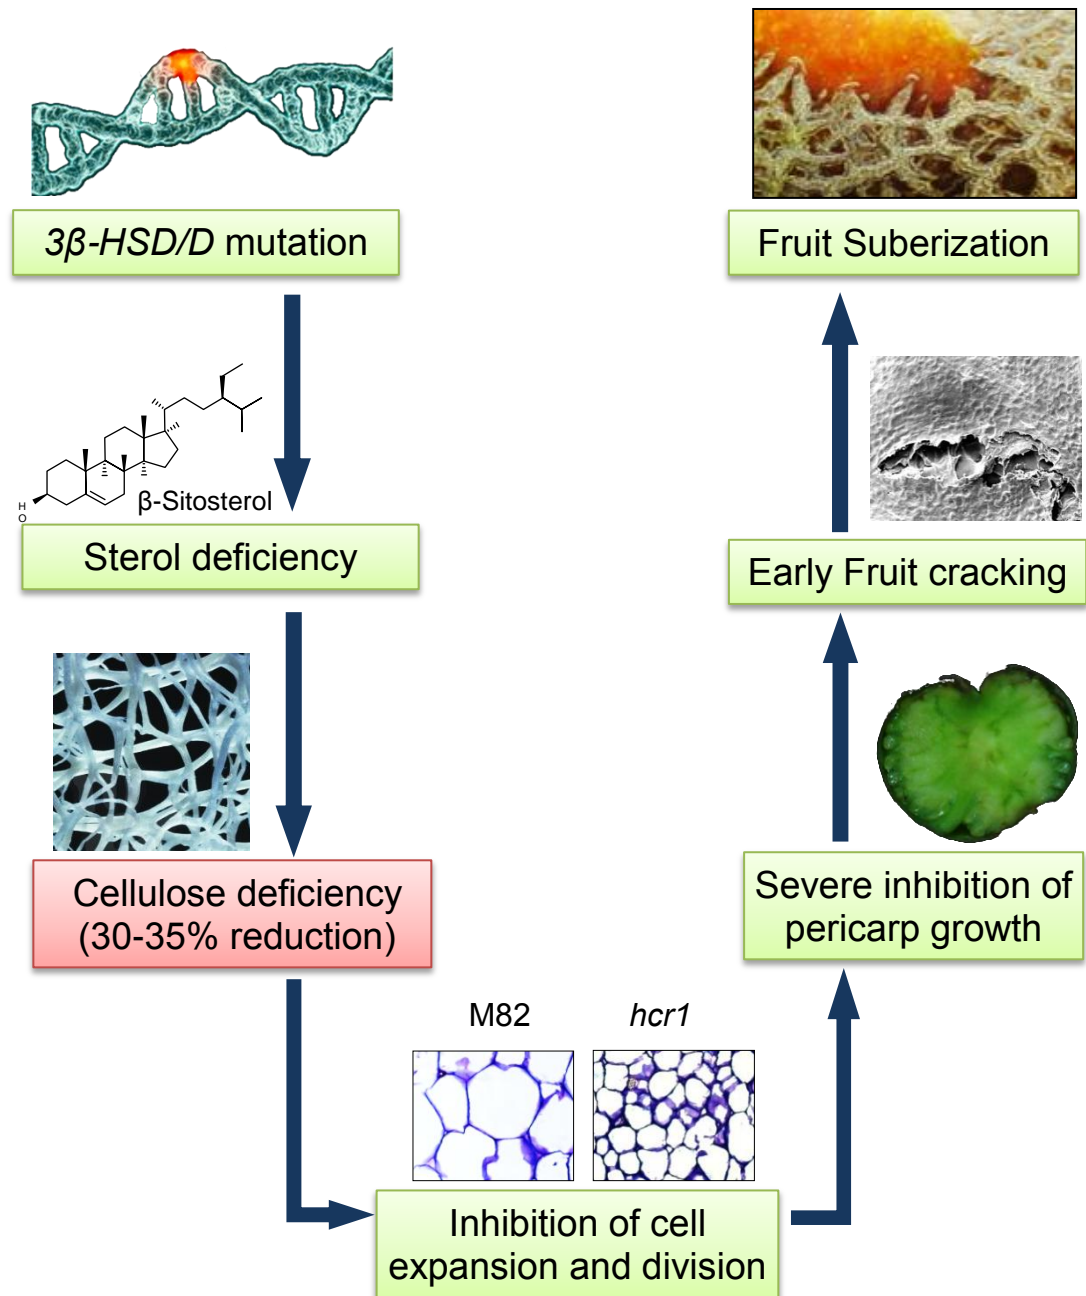 3β-HSD/D mutation
H
O
β-Sitosterol
Sterol deficiency
Cellulose deficiency
(30-35% reduction)
M82
hcr1
Inhibition of cell
expansion and division
Severe inhibition of
pericarp growth
Early Fruit cracking
Fruit Suberization